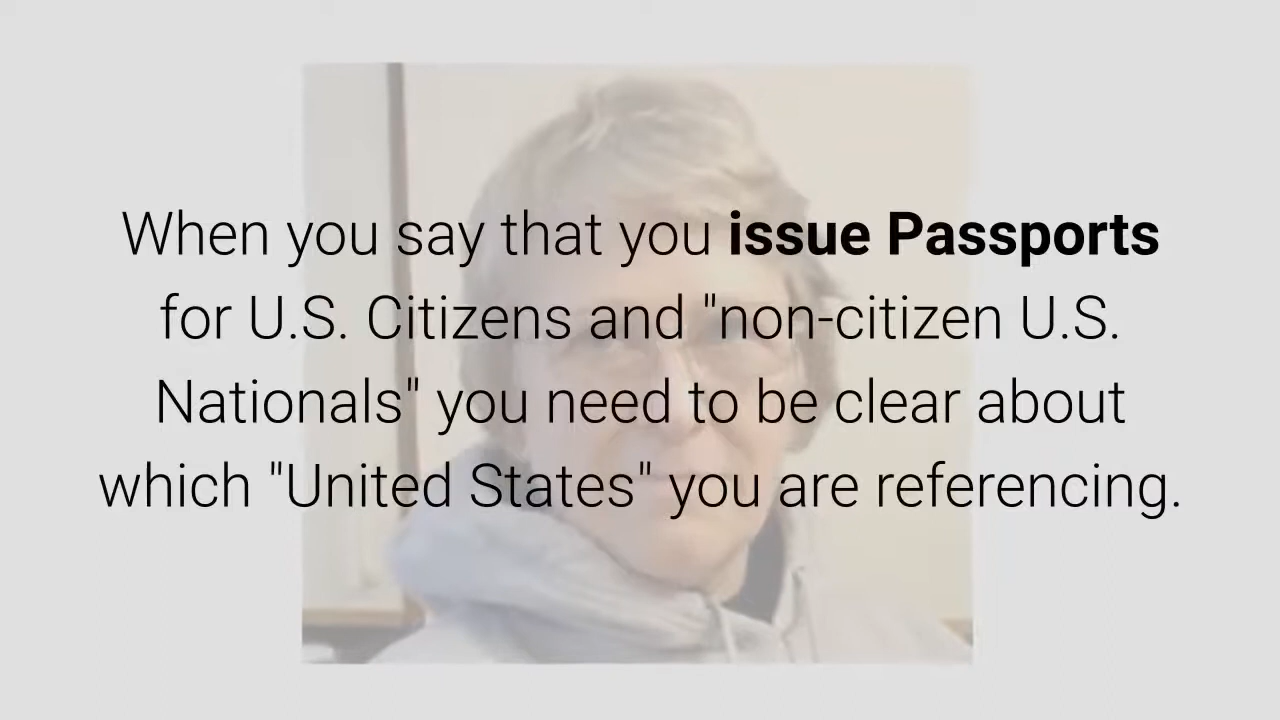 When you say that you issue Passports
for U.S. Citizens and "non-citizen U.S.
Nationals" you need to be clear about
which "United States" you are referencing.